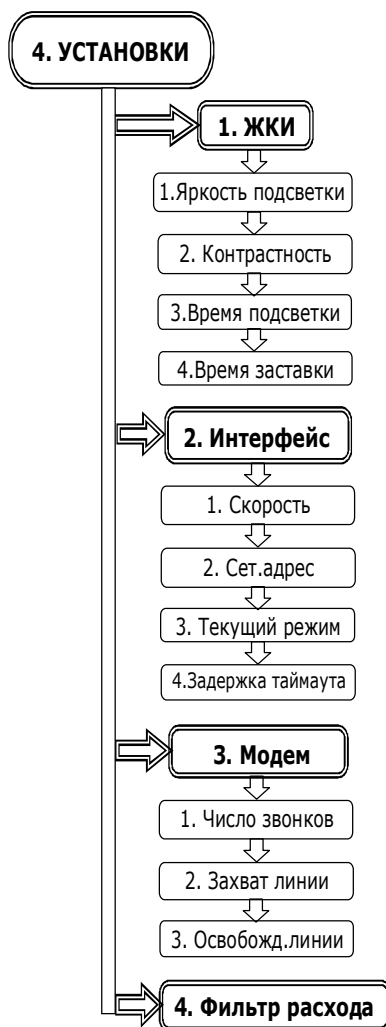 4. УСТАНОВКИ
1. ЖКИ
1.Яркость подсветки
2. Контрастность
3.Время подсветки
4.Время заставки
2. Интерфейс
1. Скорость
2. Сет.адрес
3. Текущий режим
4.Задержка таймаута
3. Модем
1. Число звонков
2. Захват линии
3. Освобожд.линии
4. Фильтр расхода